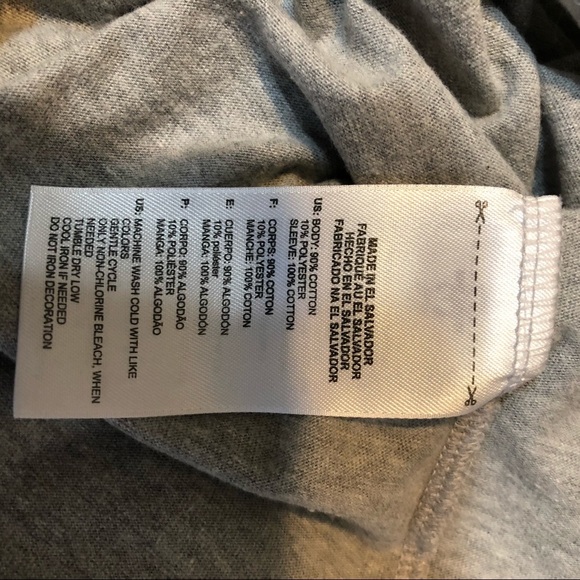 MADE IN EL SALVADOR
FABRIQUE AU EL SALVADOR
HECHO EN EL SALVADOR
FABRICADO NA EL SALVADOR
US: BODY: 90% COTTON
10% POLYESTER
SLEEVE: 100% COTTON
F: CORPS: 90% COTON
10% POLYESTER
MANCHE: 100% COTON
E: CUERPO: 90% ALGODÓN
10% poliéster
MANGA: 100% ALGODÓN
P: CORPO: 90% ALGODÃO
10% POLIÉSTER
MANGA: 100% ALGODÃO
US: MACHINE WASH COLD WITH LIKE
COLORS
GENTLE CYCLE
ONLY NON-CHLORINE BLEACH, WHEN
NEEDED
TUMBLE DRY LOW
COOL IRON IF NEEDED
DO NOT IRON DECORATION